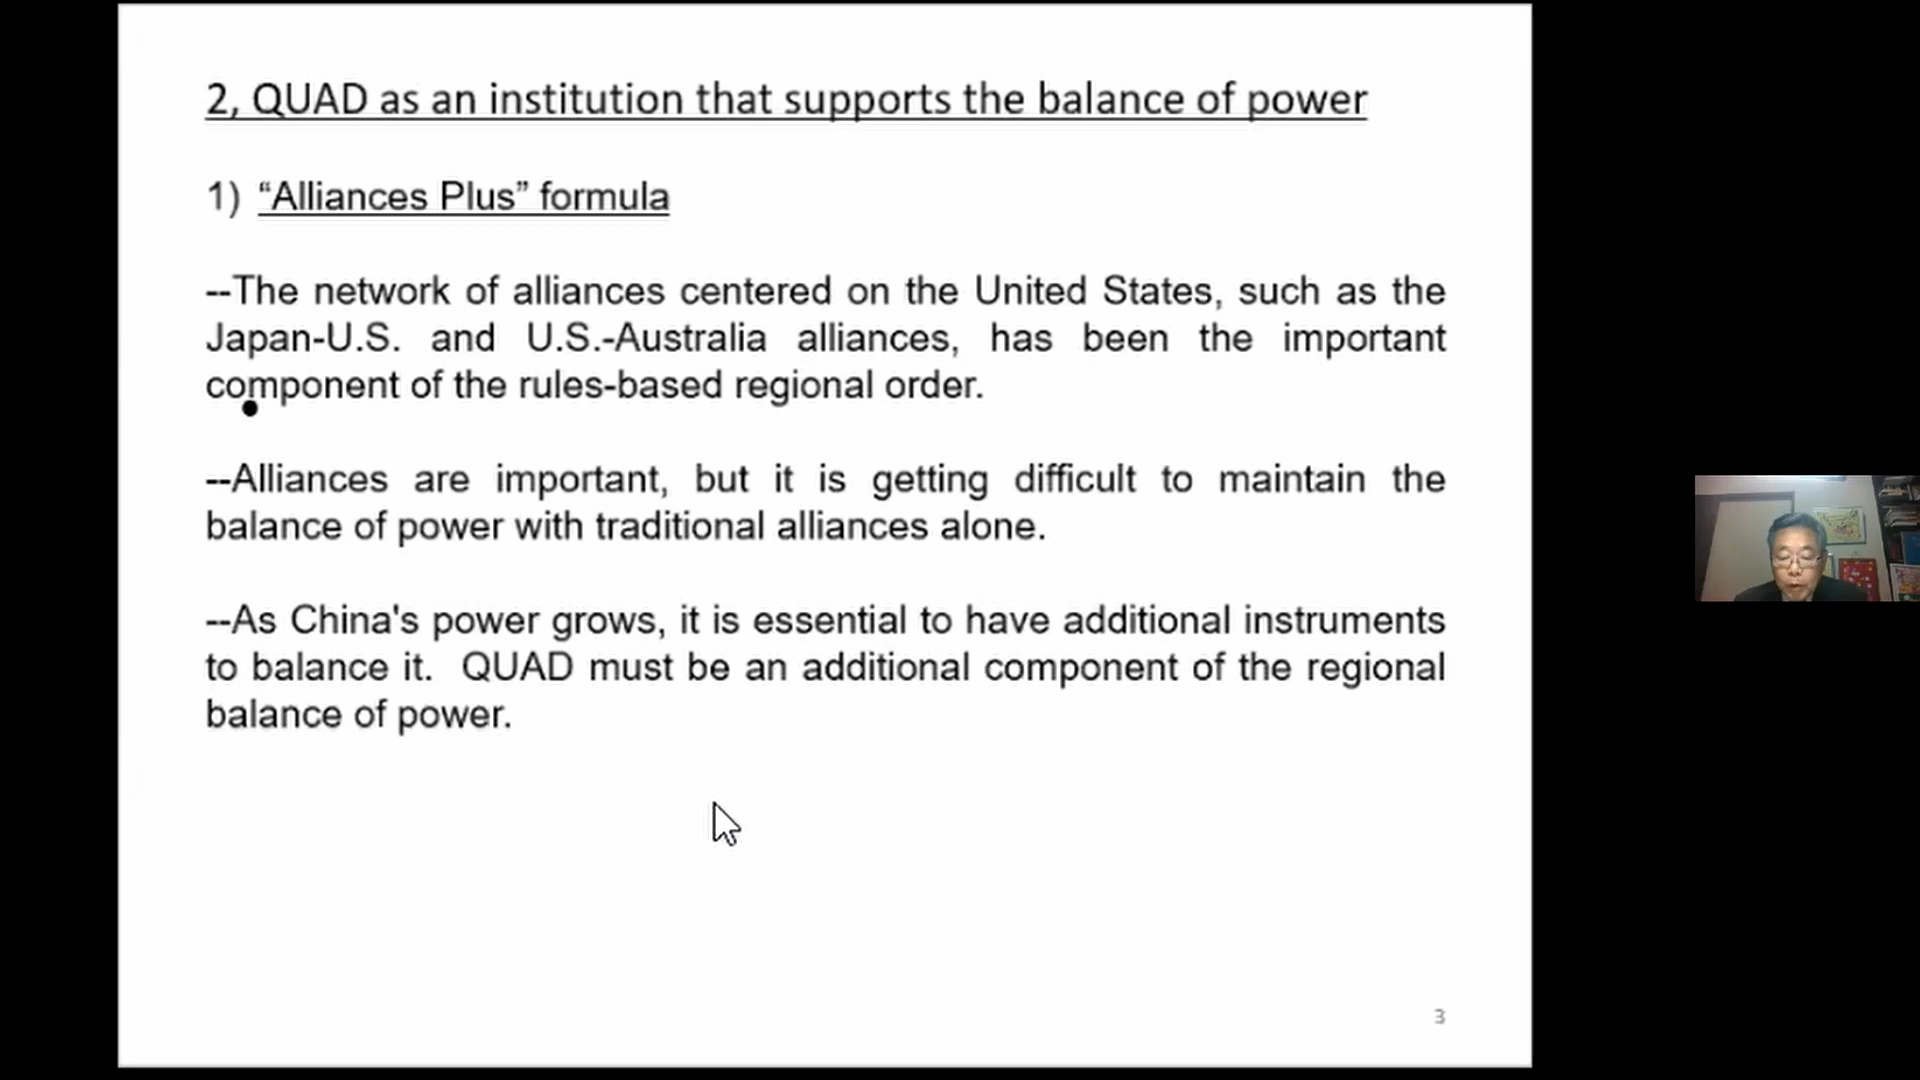 2, QUAD as an institution that supports the balance of power
1) “Alliances Plus” formula
--The network of alliances centered on the United States, such as the
Japan-U.S. and U.S.-Australia alliances, has been the important
component of the rules-based regional order.
--Alliances are important, but it is getting difficult to maintain the
balance of power with traditional alliances alone.
--As China's power grows, it is essential to have additional instruments
to balance it. QUAD must be an additional component of the regional
balance of power.
3